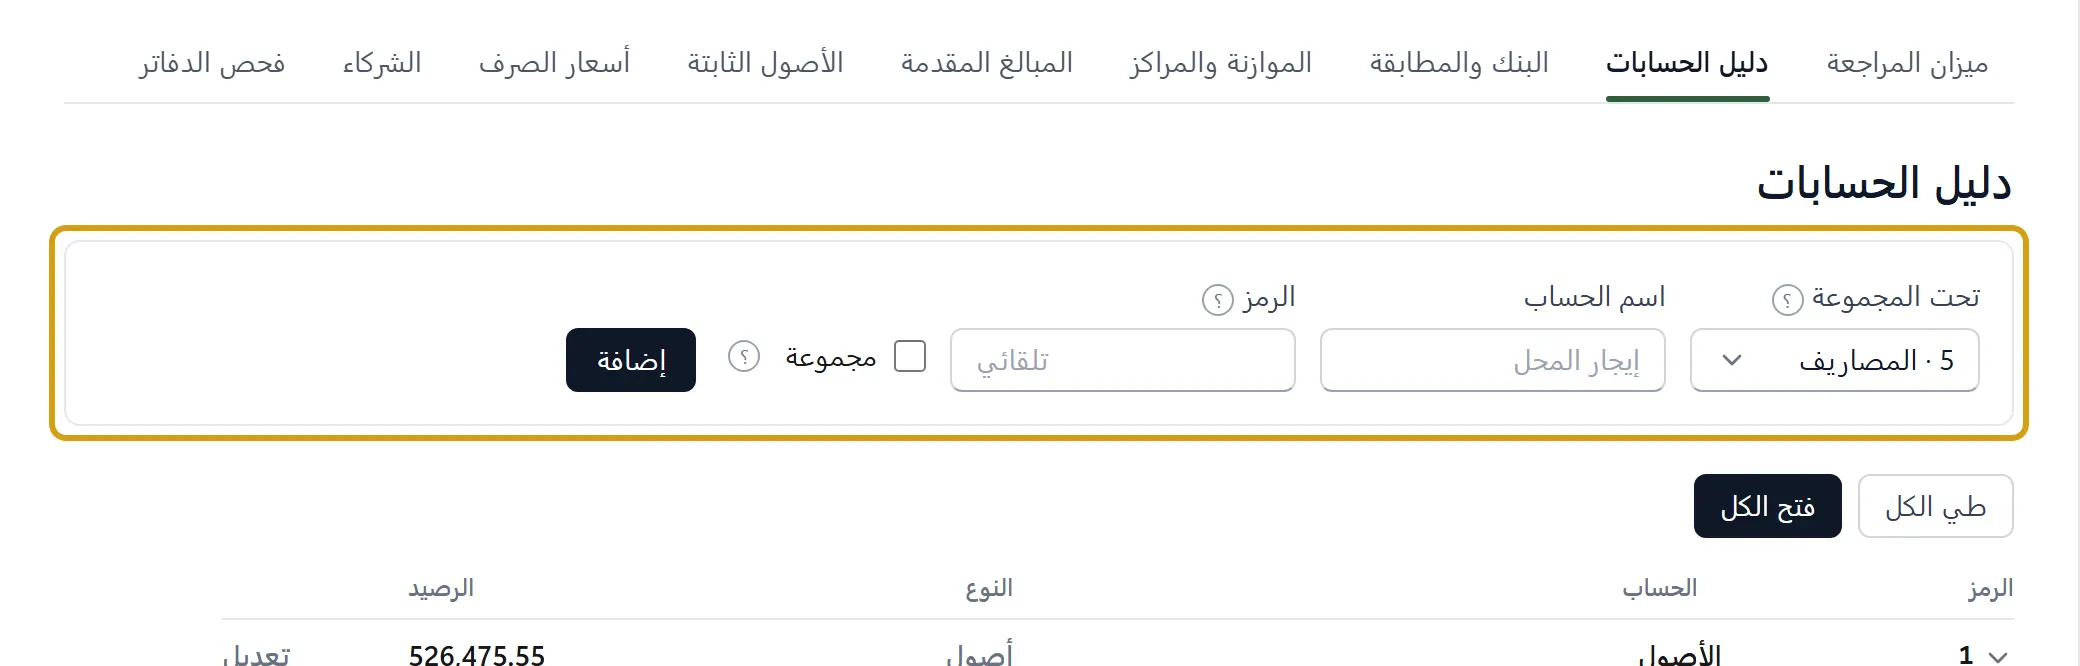 ميزان المراجعة دليل الحسابات البنك والمطابقة الموازنة والمراكز المبالغ المقدمة الأصول الثابتة أسعار الصرف الشركاء فحص الدفاتر
دليل الحسابات
تحت المجموعة ؟ اسم الحساب الرمز ؟
5 · المصاريف إيجار المحل تلقائي مجموعة ؟ إضافة
طي الكل فتح الكل
الرمز الحساب النوع الرصيد
1 الأصول أصول 526,475.55 تعديل